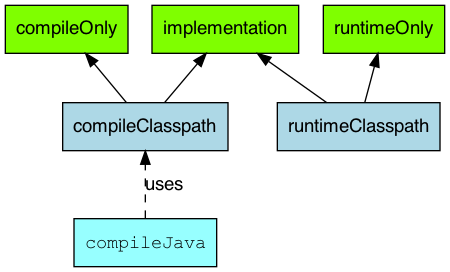 compileOnly
implementation
runtimeOnly
compileClasspath
runtimeClasspath
uses
compileJava